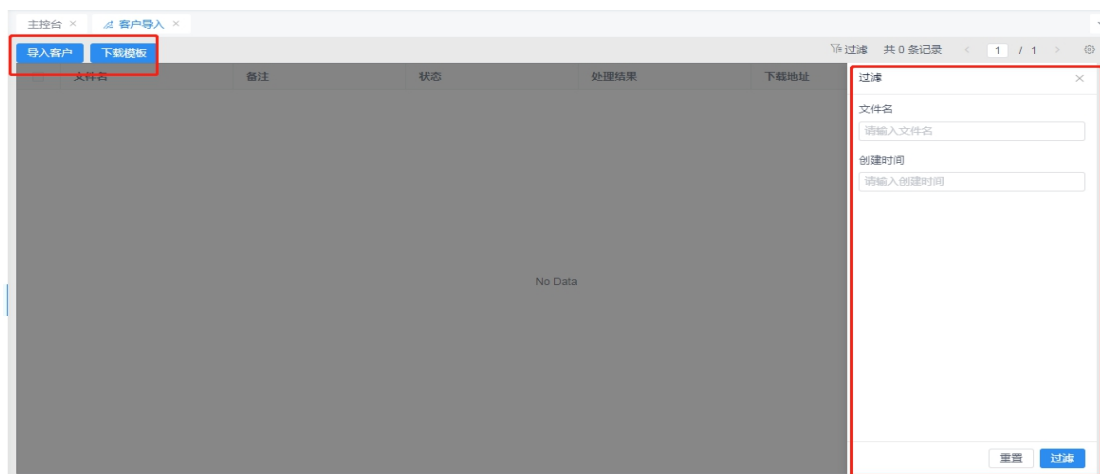 主控台 × 客户导入 ×
导入客户 下载模板 过滤 共 0 条记录 < 1 / 1 >
文件名 备注 状态 处理结果 下载地址
过滤 ×
文件名
请输入文件名
创建时间
请输入创建时间
No Data
重置 过滤